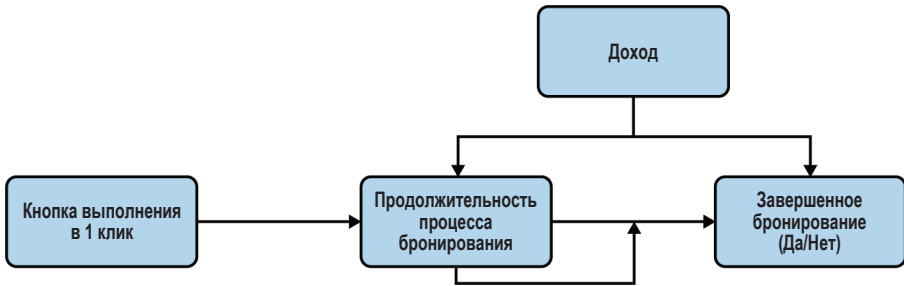 Доход
Кнопка выполнения
в 1 клик
Продолжительность
процесса
бронирования
Завершенное
бронирование
(Да/Нет)